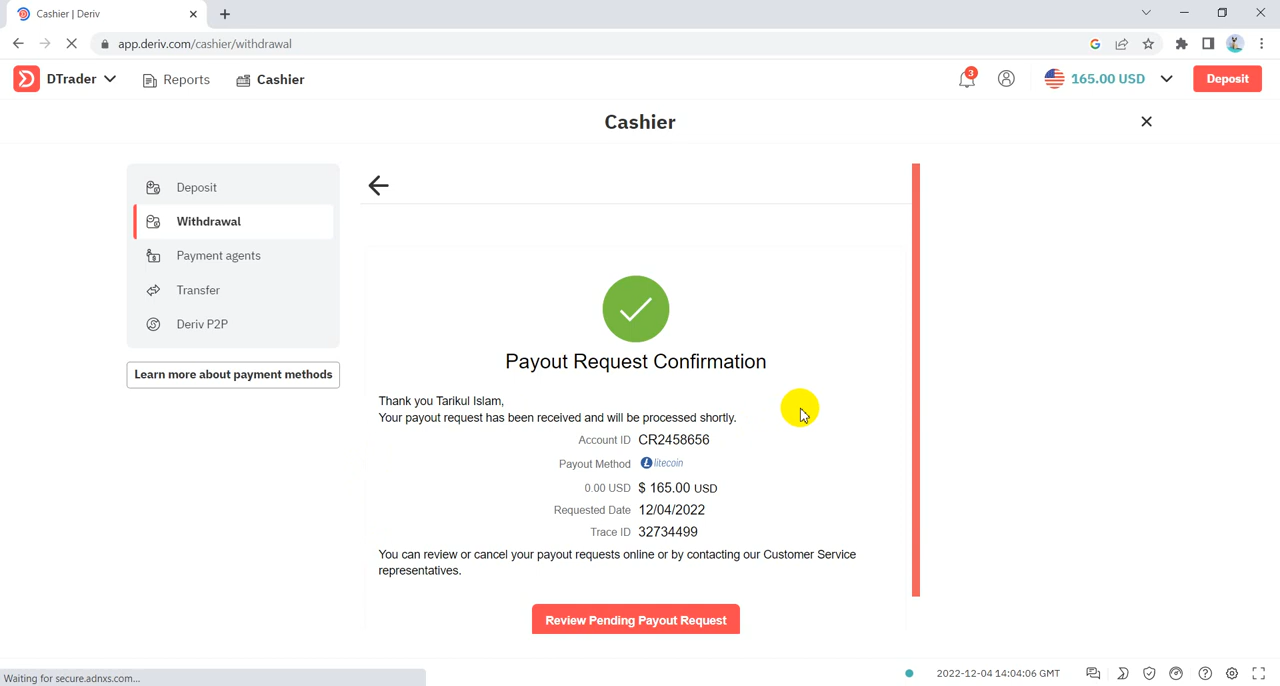 Cashier | Deriv
app.deriv.com/cashier/withdrawal
DTrader
Reports
Cashier
3
165.00 USD
Deposit
Cashier
Deposit
Withdrawal
Payment agents
Transfer
Deriv P2P
Learn more about payment methods
Payout Request Confirmation
Thank you Tarikul Islam,
Your payout request has been received and will be processed shortly.
Account ID CR2458656
Payout Method litecoin
0.00 USD $ 165.00 USD
Requested Date 12/04/2022
Trace ID 32734499
You can review or cancel your payout requests online or by contacting our Customer Service
representatives.
Review Pending Payout Request
Waiting for secure.adnxs.com...
2022-12-04 14:04:06 GMT